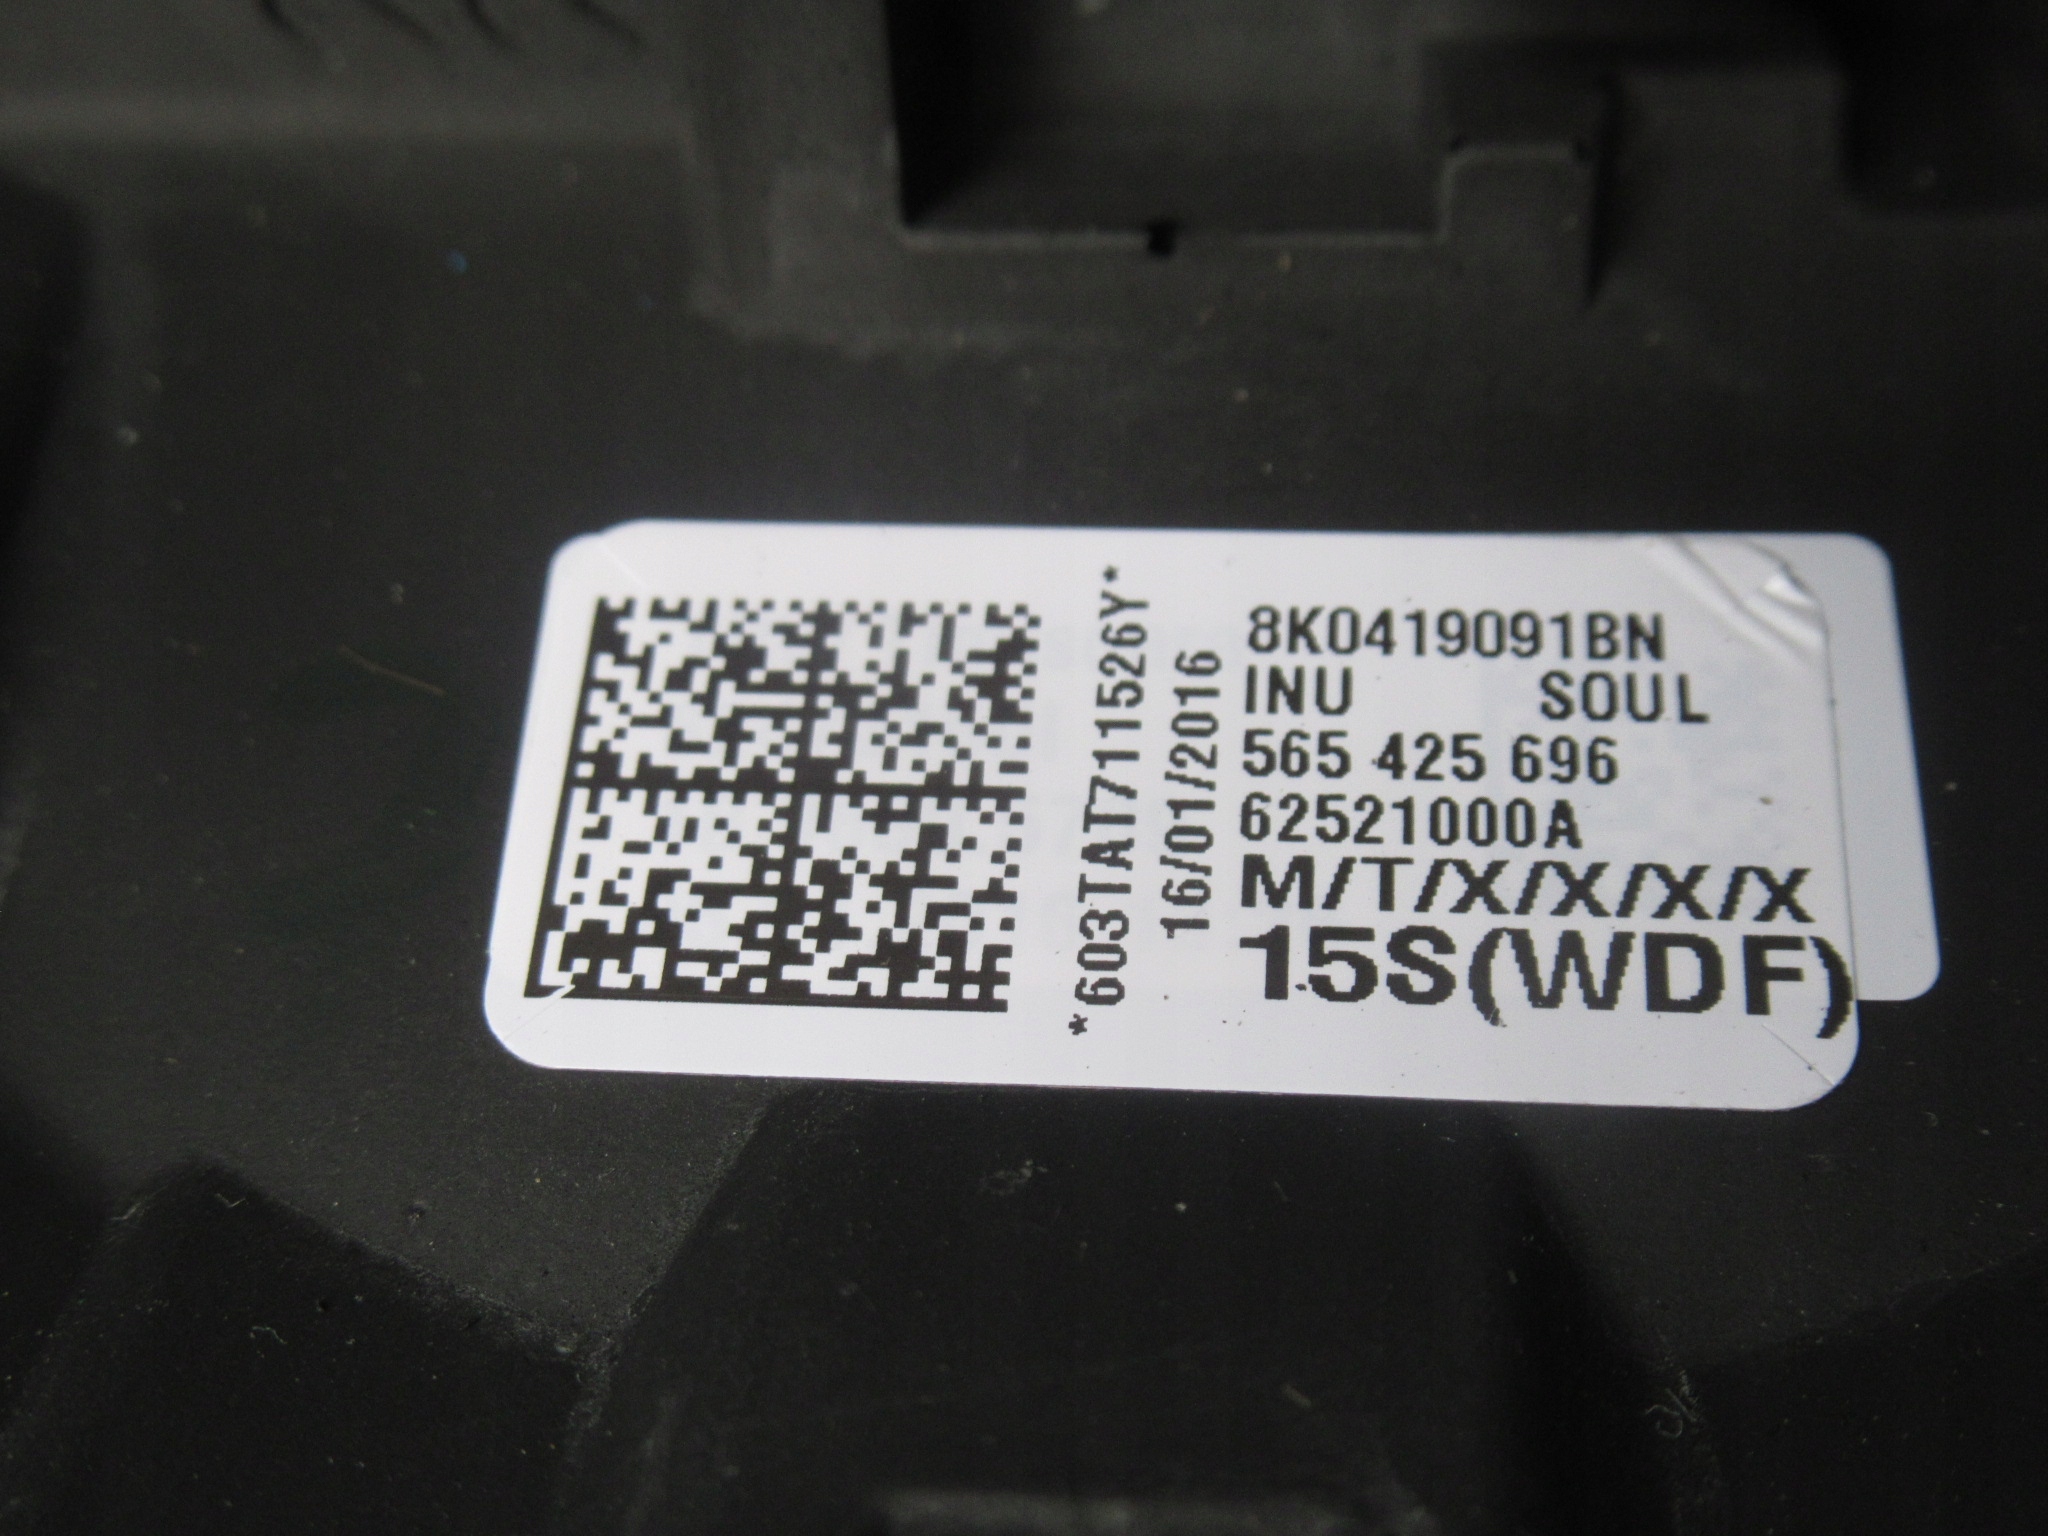 *603TAT711526Y*
16/01/2016
8K0419091BN
INU SOUL
565 425 696
62521000A
M/T/X/X/X/X
15S(WDF)